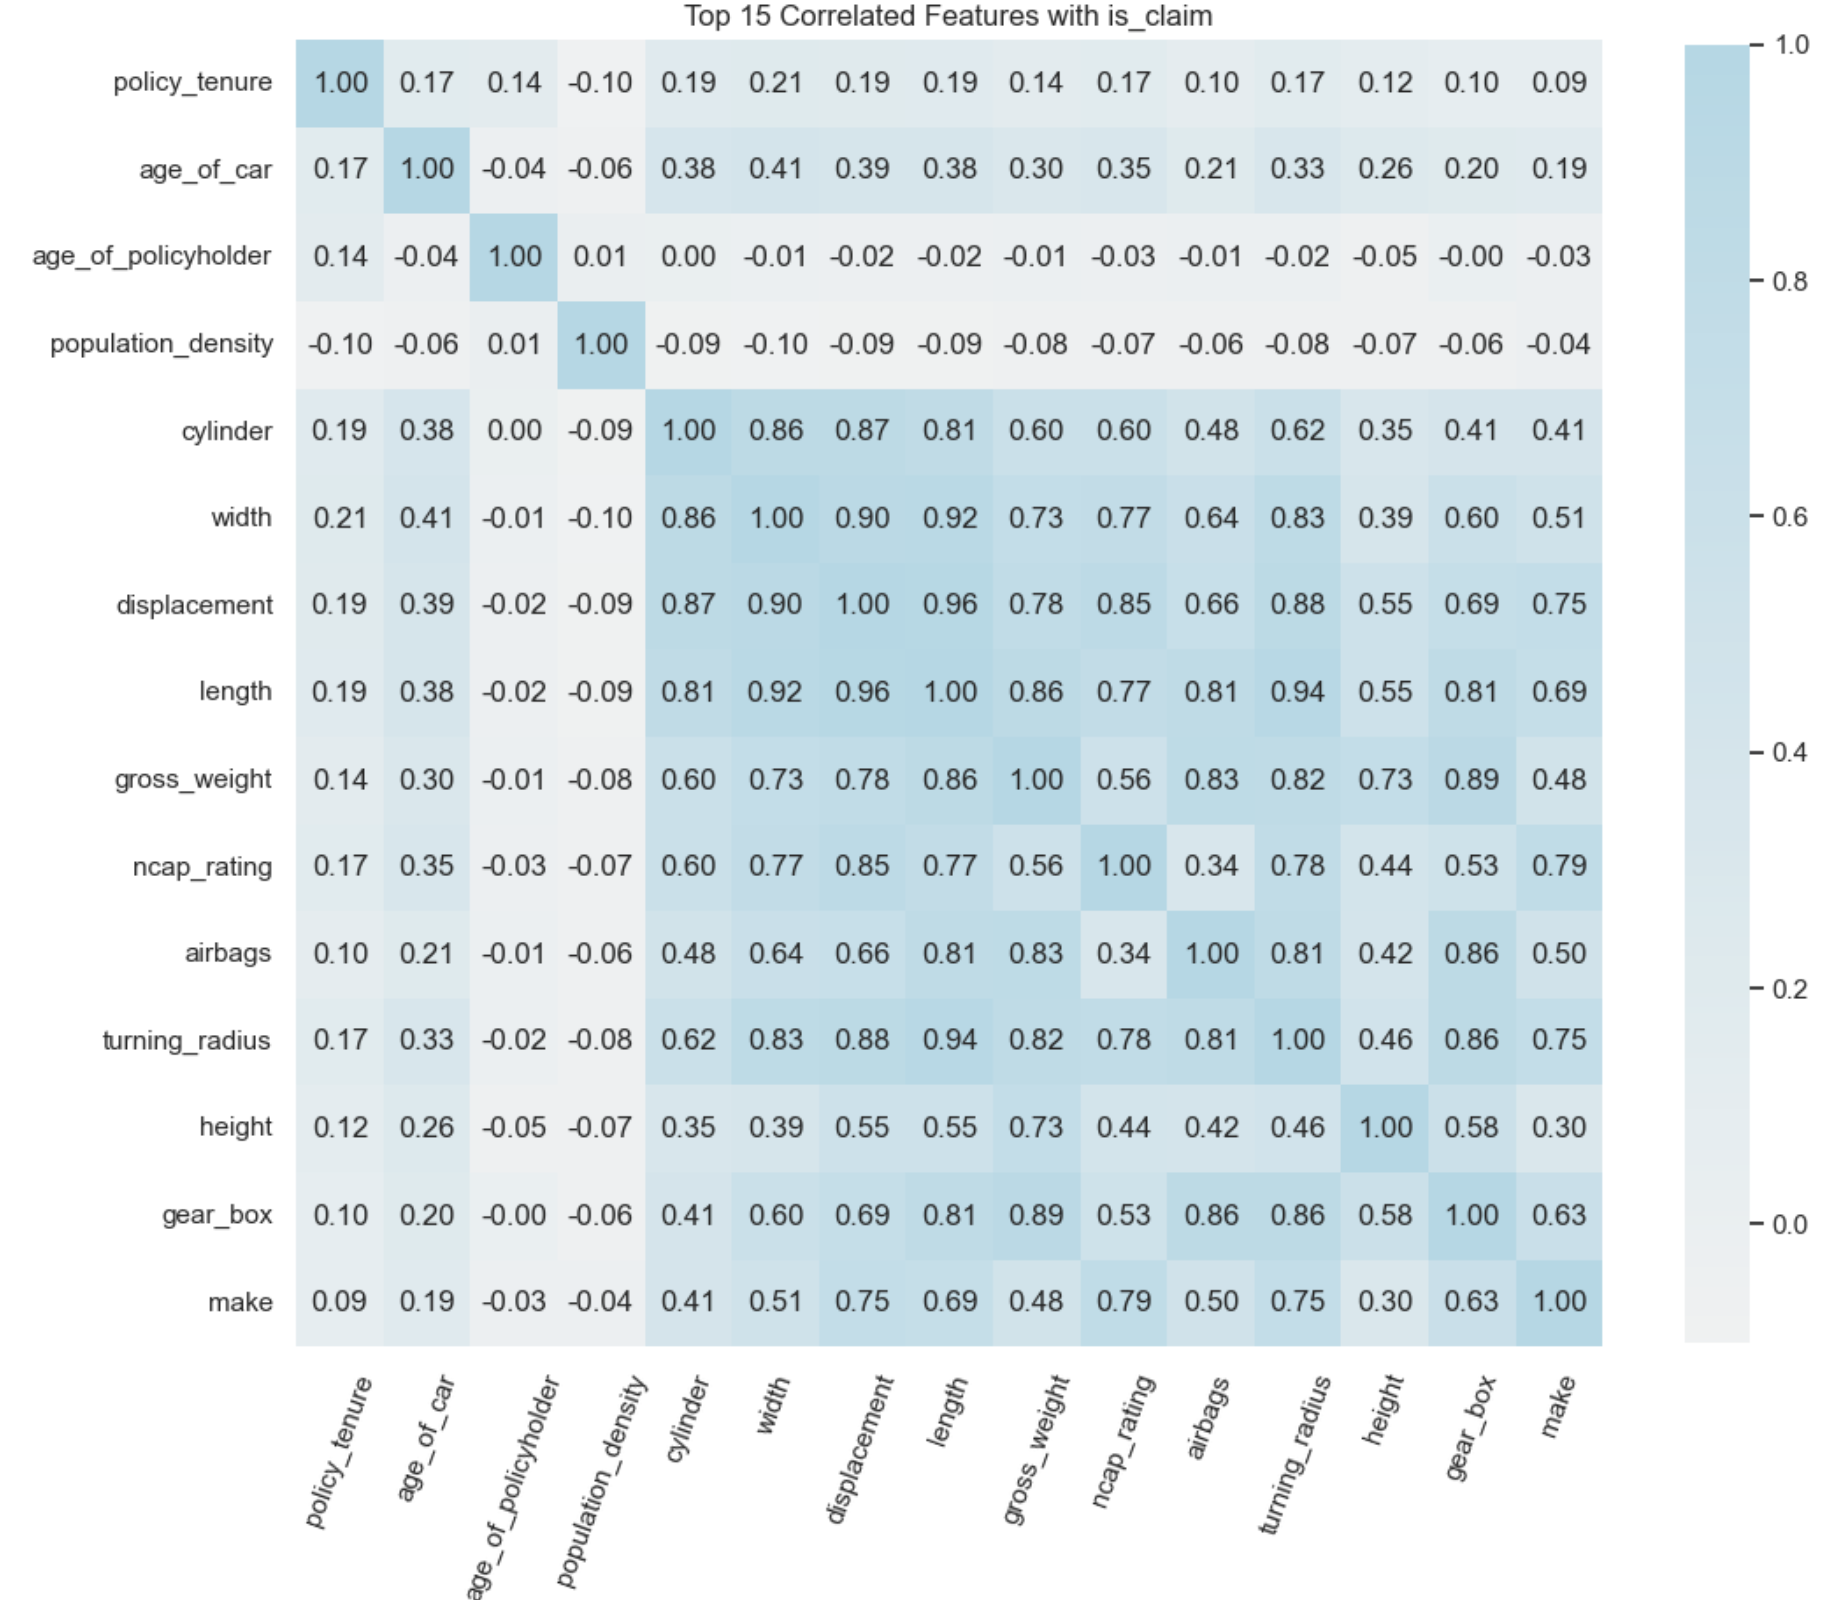 Top 15 Correlated Features with is_claim
policy_tenure 1.00 0.17 0.14 -0.10 0.19 0.21 0.19 0.19 0.14 0.17 0.10 0.17 0.12 0.10 0.09
age_of_car 0.17 1.00 -0.04 -0.06 0.38 0.41 0.39 0.38 0.30 0.35 0.21 0.33 0.26 0.20 0.19
age_of_policyholder 0.14 -0.04 1.00 0.01 0.00 -0.01 -0.02 -0.02 -0.01 -0.03 -0.01 -0.02 -0.05 -0.00 -0.03
population_density -0.10 -0.06 0.01 1.00 -0.09 -0.10 -0.09 -0.09 -0.08 -0.07 -0.06 -0.08 -0.07 -0.06 -0.04
cylinder 0.19 0.38 0.00 -0.09 1.00 0.86 0.87 0.81 0.60 0.60 0.48 0.62 0.35 0.41 0.41
width 0.21 0.41 -0.01 -0.10 0.86 1.00 0.90 0.92 0.73 0.77 0.64 0.83 0.39 0.60 0.51
displacement 0.19 0.39 -0.02 -0.09 0.87 0.90 1.00 0.96 0.78 0.85 0.66 0.88 0.55 0.69 0.75
length 0.19 0.38 -0.02 -0.09 0.81 0.92 0.96 1.00 0.86 0.77 0.81 0.94 0.55 0.81 0.69
gross_weight 0.14 0.30 -0.01 -0.08 0.60 0.73 0.78 0.86 1.00 0.56 0.83 0.82 0.73 0.89 0.48
ncap_rating 0.17 0.35 -0.03 -0.07 0.60 0.77 0.85 0.77 0.56 1.00 0.34 0.78 0.44 0.53 0.79
airbags 0.10 0.21 -0.01 -0.06 0.48 0.64 0.66 0.81 0.83 0.34 1.00 0.81 0.42 0.86 0.50
turning_radius 0.17 0.33 -0.02 -0.08 0.62 0.83 0.88 0.94 0.82 0.78 0.81 1.00 0.46 0.86 0.75
height 0.12 0.26 -0.05 -0.07 0.35 0.39 0.55 0.55 0.73 0.44 0.42 0.46 1.00 0.58 0.30
gear_box 0.10 0.20 -0.00 -0.06 0.41 0.60 0.69 0.81 0.89 0.53 0.86 0.86 0.58 1.00 0.63
make 0.09 0.19 -0.03 -0.04 0.41 0.51 0.75 0.69 0.48 0.79 0.50 0.75 0.30 0.63 1.00
policy_tenure
age_of_car
age_of_policyholder
population_density
cylinder
width
displacement
length
gross_weight
ncap_rating
airbags
turning_radius
height
gear_box
make
1.0
0.8
0.6
0.4
0.2
0.0